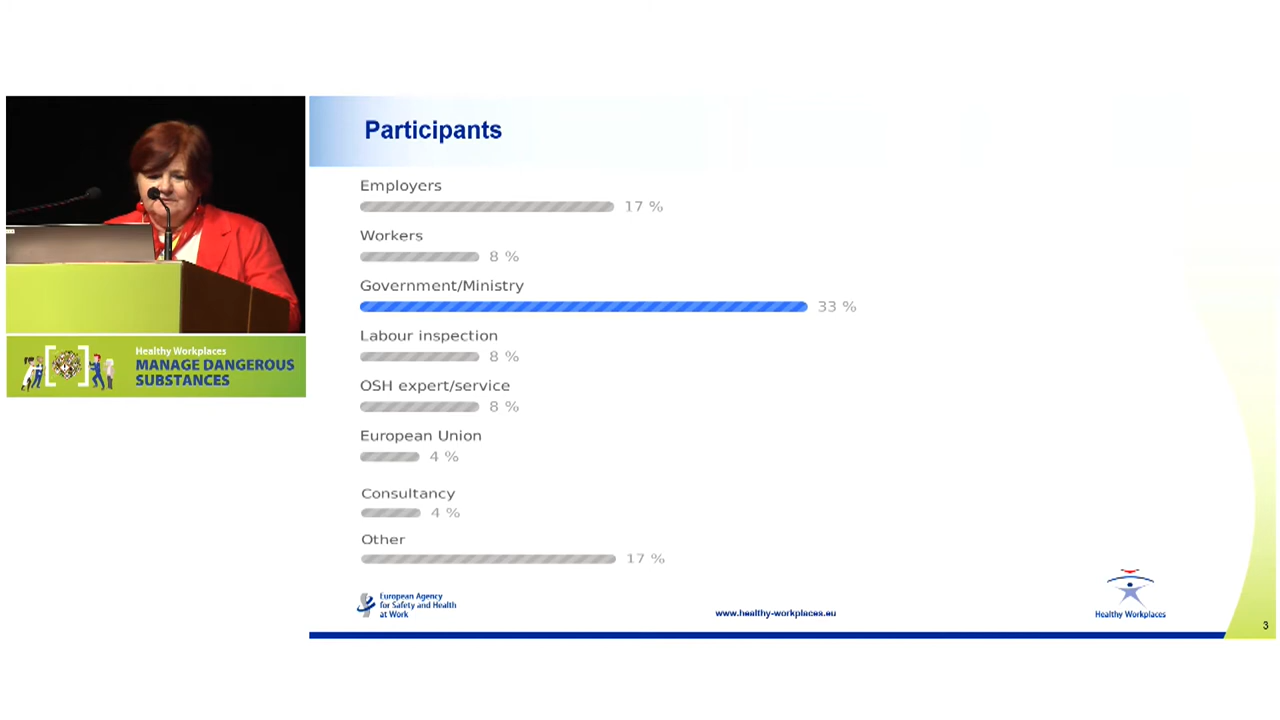 Participants
Employers
17 %
Workers
8 %
Government/Ministry
33 %
Labour inspection
8 %
OSH expert/service
8 %
European Union
4 %
Consultancy
4 %
Other
17 %
Healthy Workplaces
MANAGE DANGEROUS
SUBSTANCES
European Agency
for Safety and Health
at Work
www.healthy-workplaces.eu
Healthy Workplaces
3